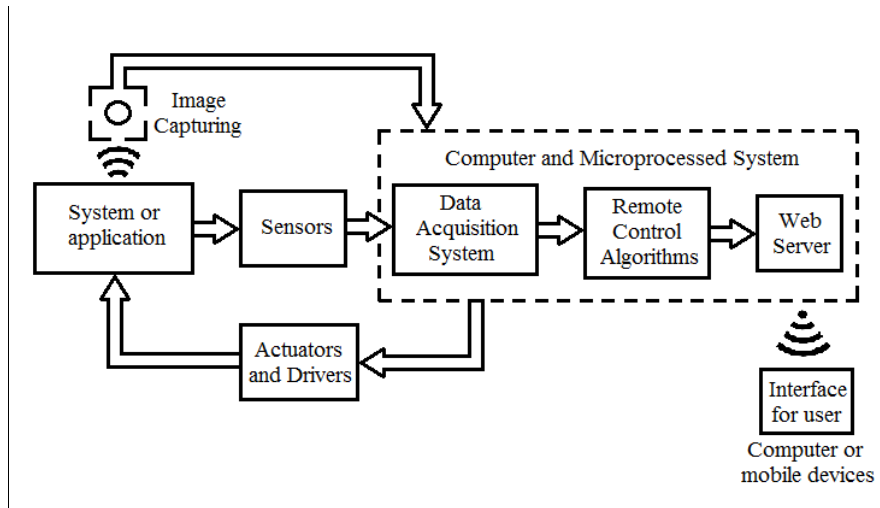 Image
Capturing
Computer and Microprocessed System
System or
application
Sensors
Data
Acquisition
System
Remote
Control
Algorithms
Web
Server
Actuators
and Drivers
Interface
for user
Computer or
mobile devices